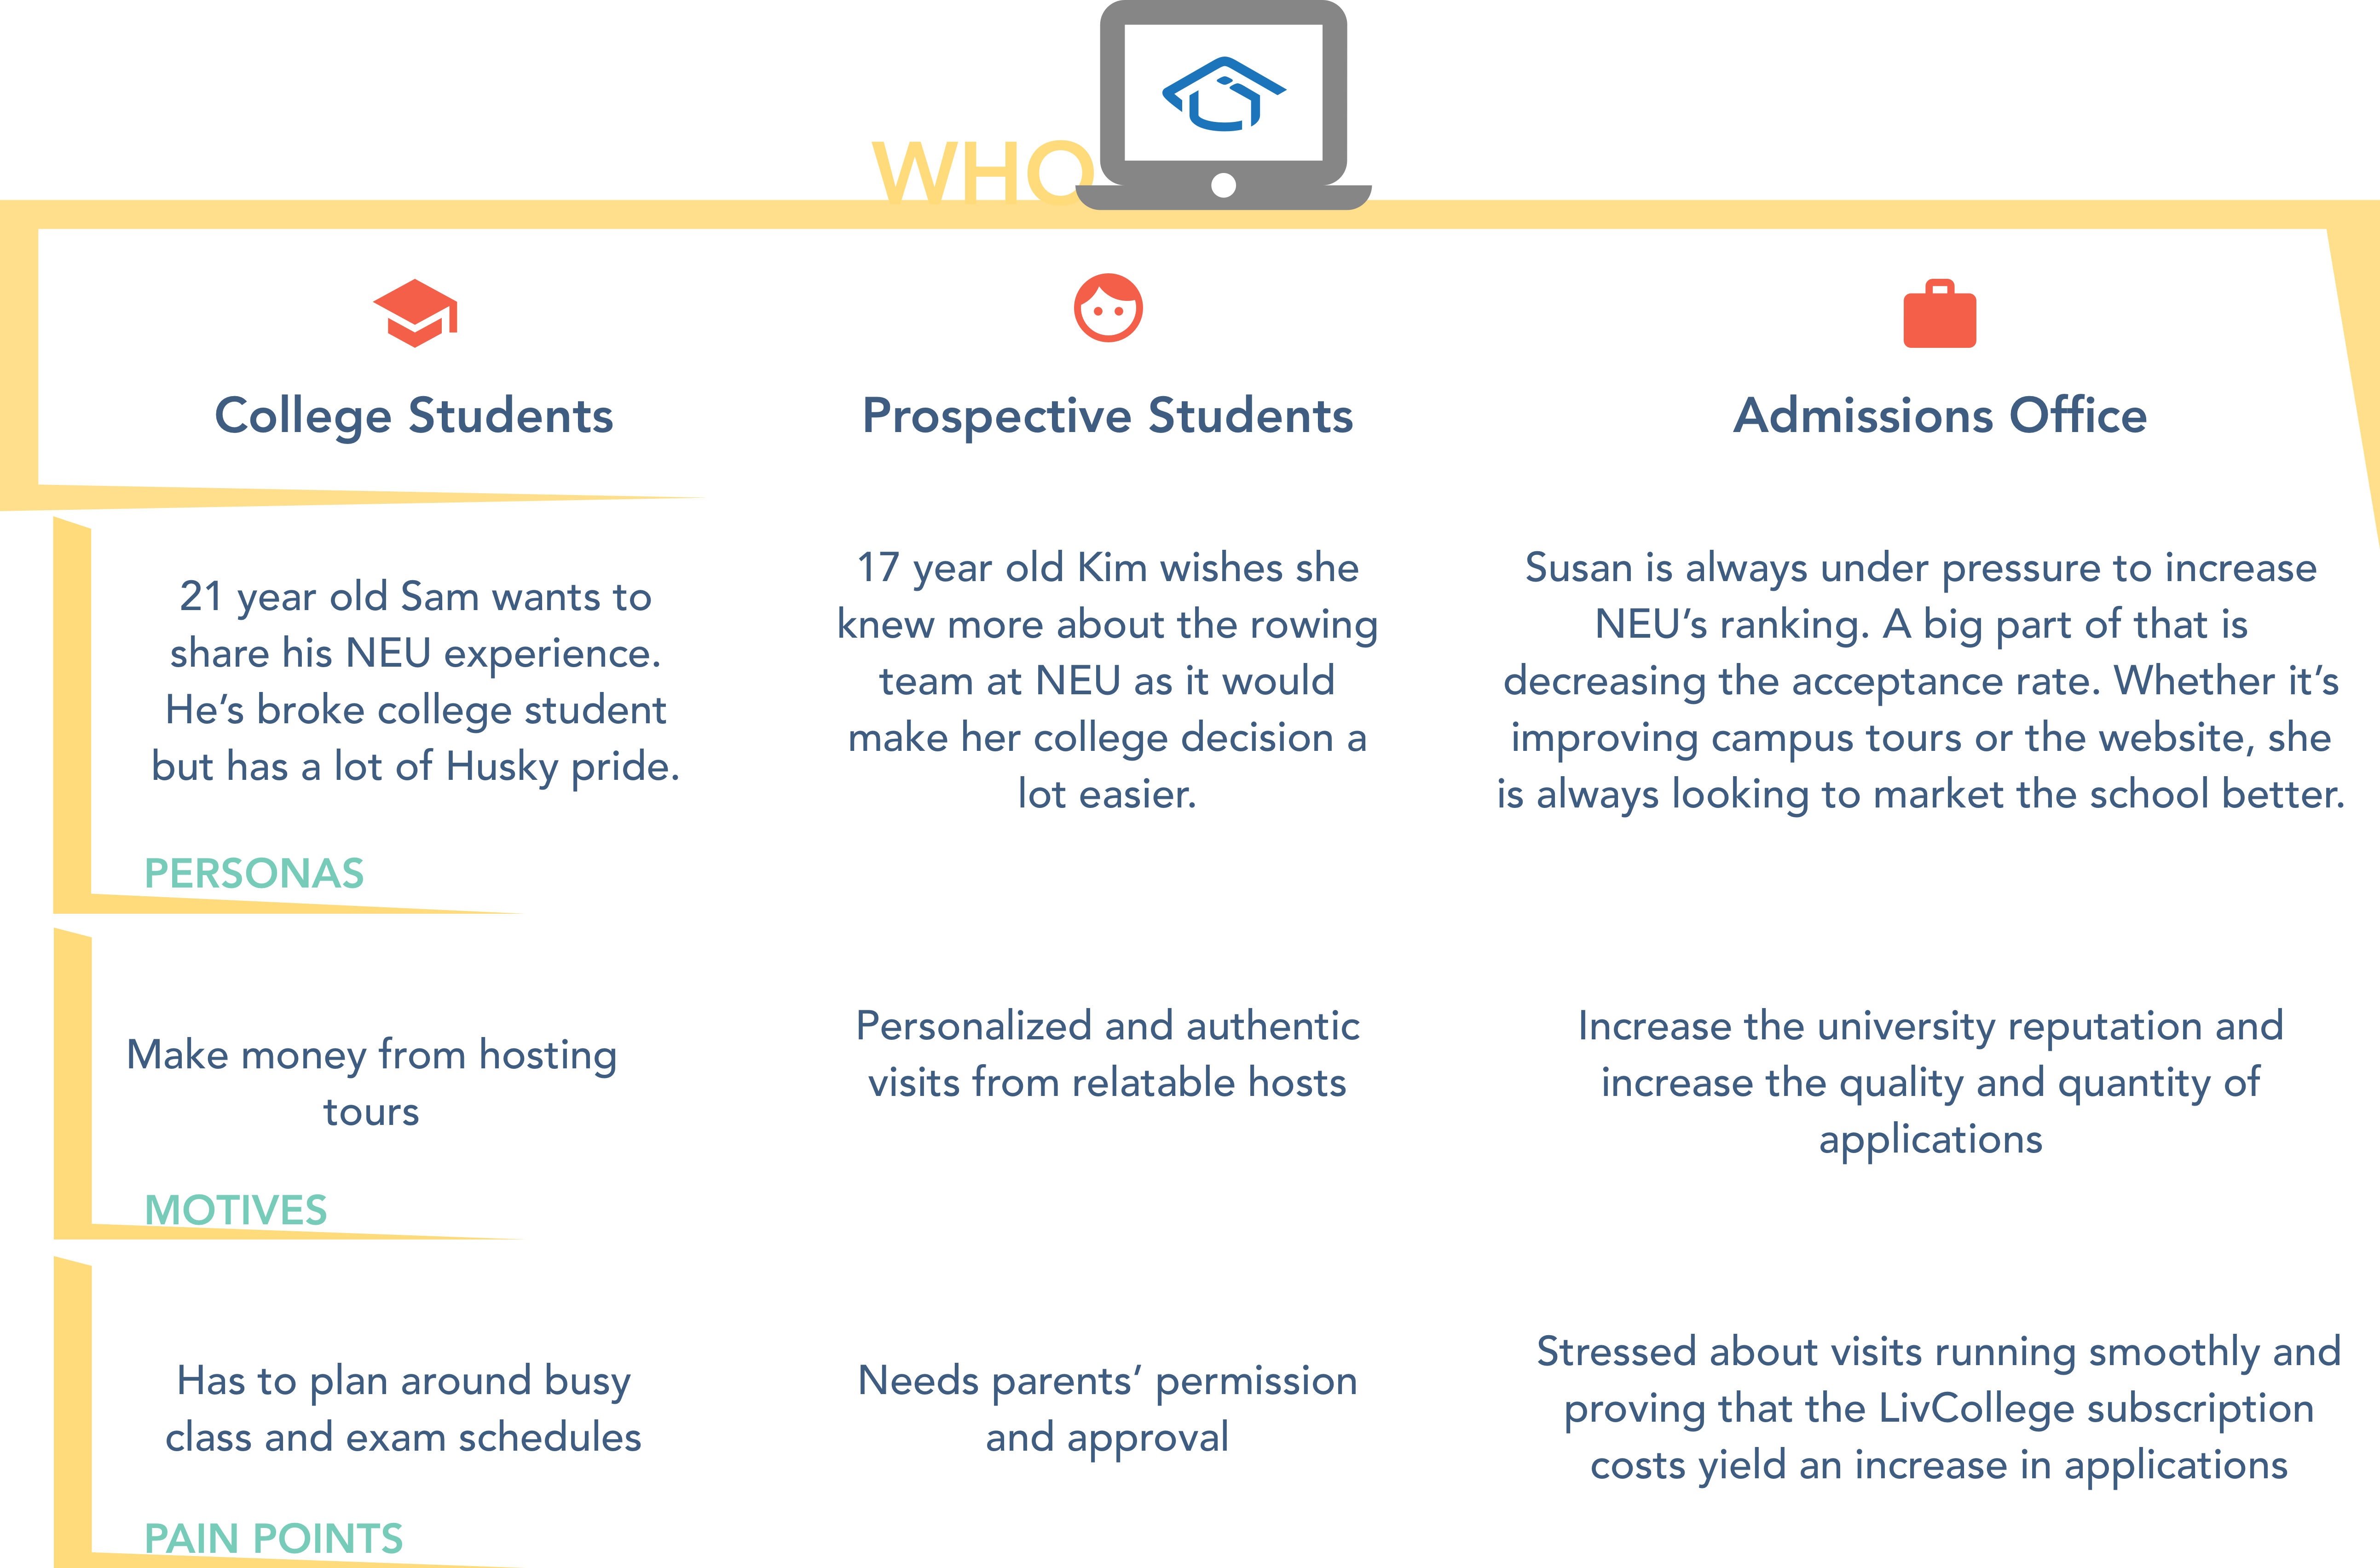 WHO
College Students
Prospective Students
Admissions Office
21 year old Sam wants to
share his NEU experience.
He’s broke college student
but has a lot of Husky pride.
17 year old Kim wishes she
knew more about the rowing
team at NEU as it would
make her college decision a
lot easier.
Susan is always under pressure to increase
NEU’s ranking. A big part of that is
decreasing the acceptance rate. Whether it’s
improving campus tours or the website, she
is always looking to market the school better.
PERSONAS
Make money from hosting
tours
Personalized and authentic
visits from relatable hosts
Increase the university reputation and
increase the quality and quantity of
applications
MOTIVES
Has to plan around busy
class and exam schedules
Needs parents’ permission
and approval
Stressed about visits running smoothly and
proving that the LivCollege subscription
costs yield an increase in applications
PAIN POINTS